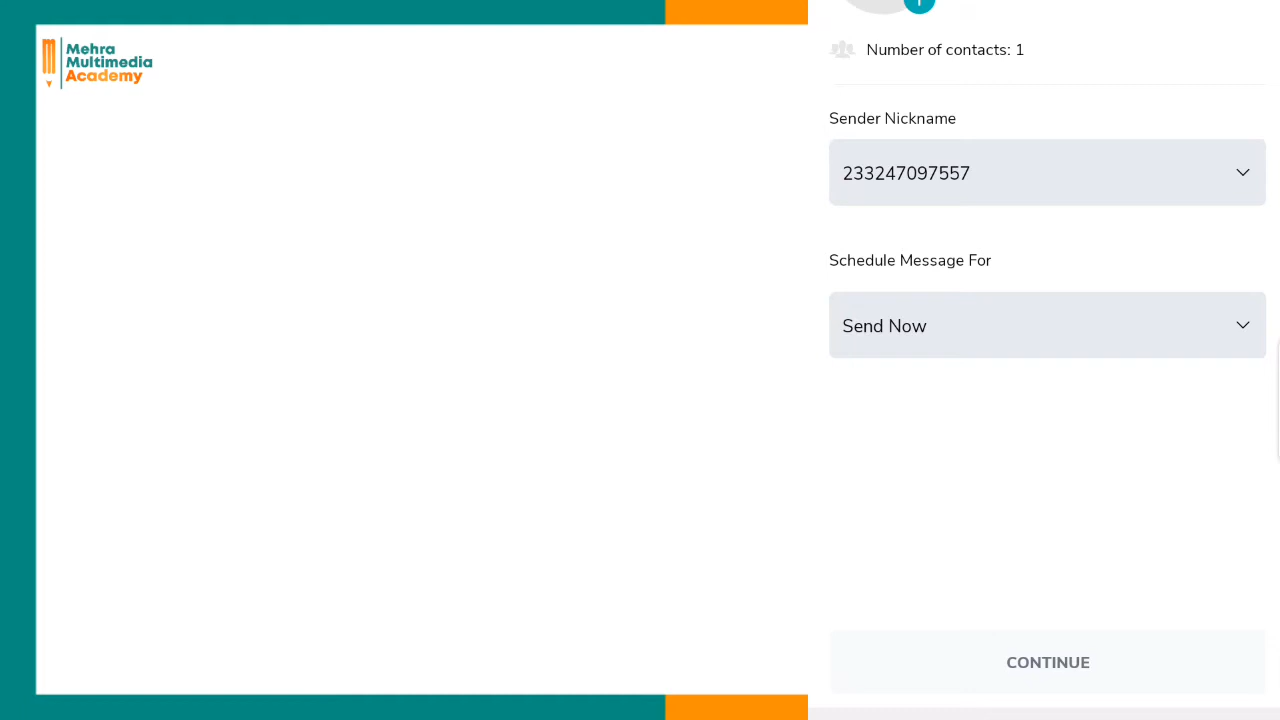 Mehra
Multimedia
Academy
Number of contacts: 1
Sender Nickname
233247097557
Schedule Message For
Send Now
CONTINUE